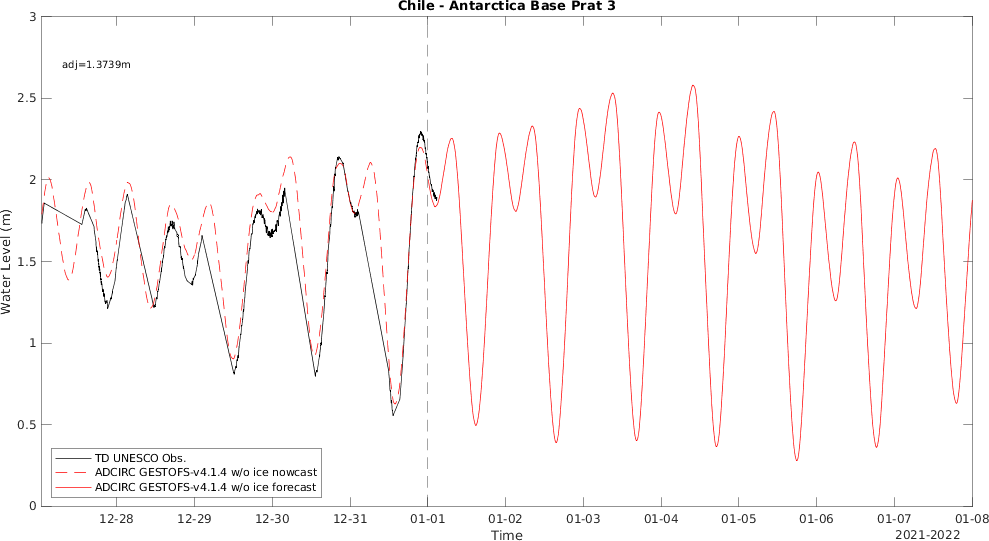 Chile - Antarctica Base Prat 3
adj=1.3739m
3
2.5
2
1.5
1
0.5
0
Water Level (m)
TD UNESCO Obs.
ADCIRC GESTOFS-v4.1.4 w/o ice nowcast
ADCIRC GESTOFS-v4.1.4 w/o ice forecast
12-28 12-29 12-30 12-31 01-01 01-02 01-03 01-04 01-05 01-06 01-07 01-08
Time
2021-2022